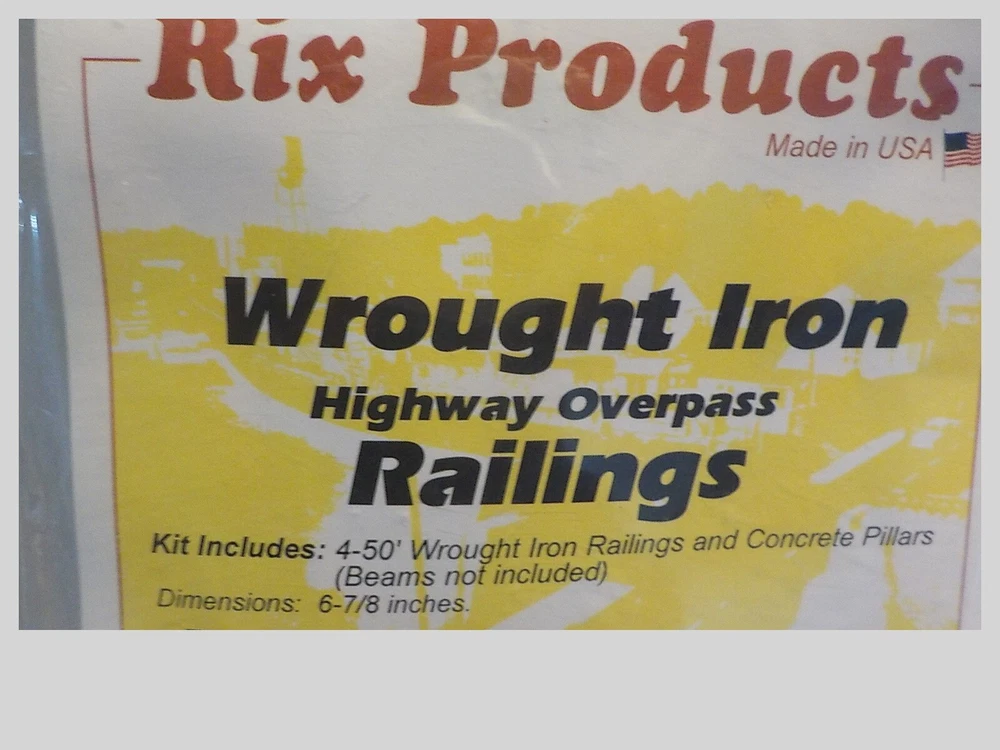 Rix Products
Made in USA
Wrought Iron
Highway Overpass
Railings
Kit Includes: 4-50' Wrought Iron Railings and Concrete Pillars
(Beams not included)
Dimensions: 6-7/8 inches.